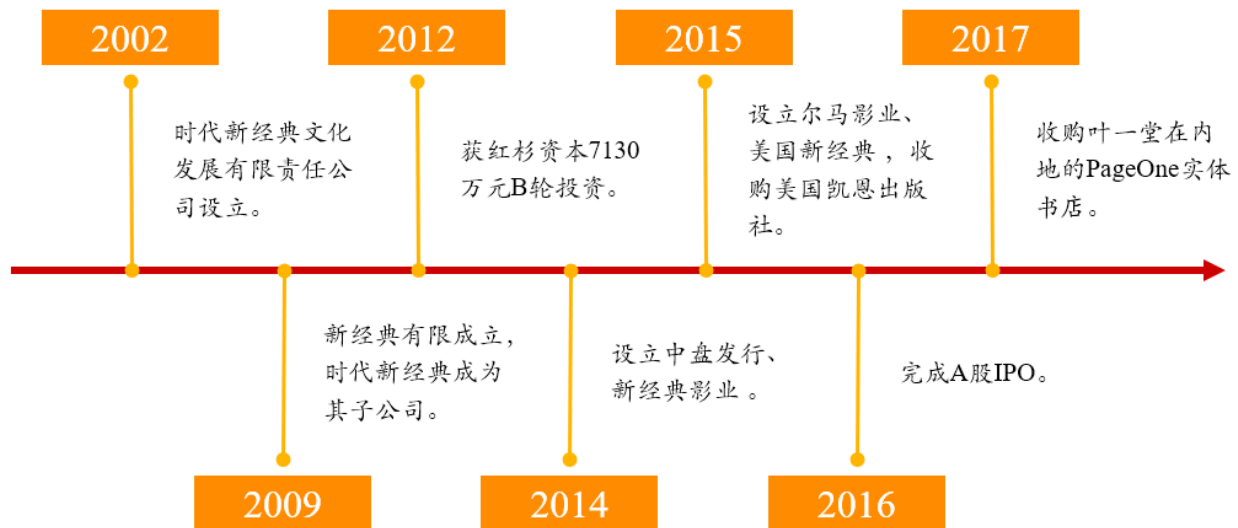 2002
2012
2015
2017
时代新经典文化
发展有限责任公
司设立。
获红杉资本7130
万元B轮投资。
设立尔马影业、
美国新经典，收
购美国凯恩出版
社。
收购叶一堂在内
地的PageOne实体
书店。
新经典有限成立，
时代新经典成为
其子公司。
设立中盘发行、
新经典影业。
完成A股IPO。
2009
2014
2016